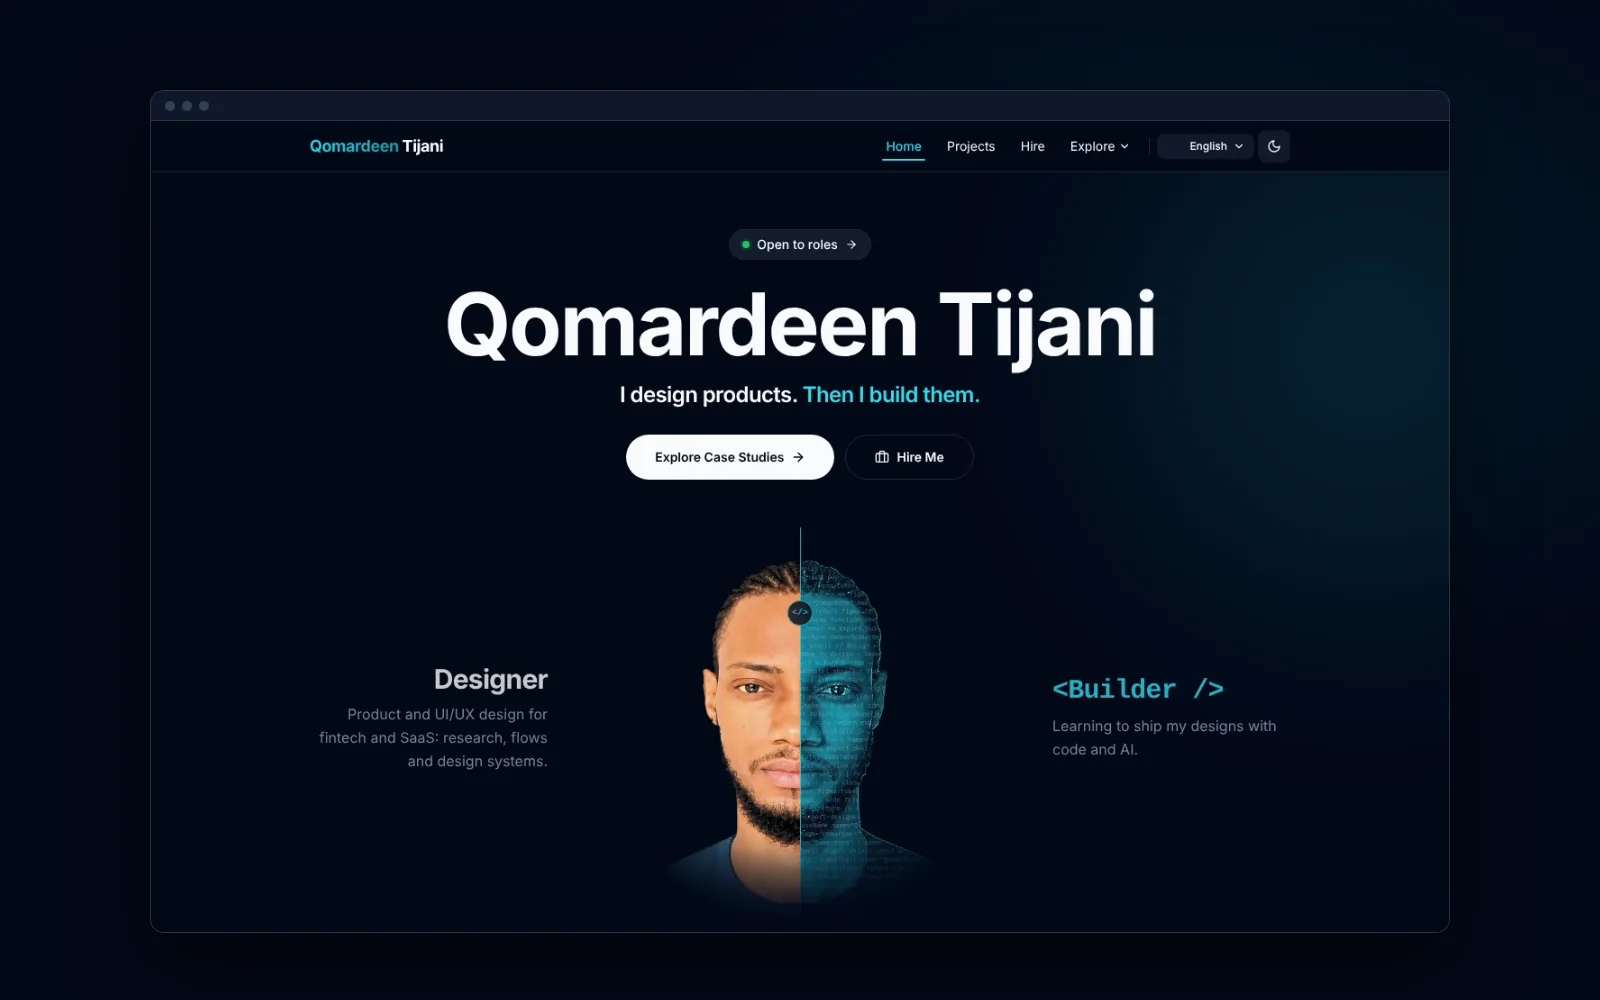 Qomardeen Tijani
Home
Projects
Hire
Explore
English
Open to roles →
Qomardeen Tijani
I design products. Then I build them.
Explore Case Studies →
Hire Me
</>
Designer
Product and UI/UX design for
fintech and SaaS: research, flows
and design systems.
<Builder />
Learning to ship my designs with
code and AI.